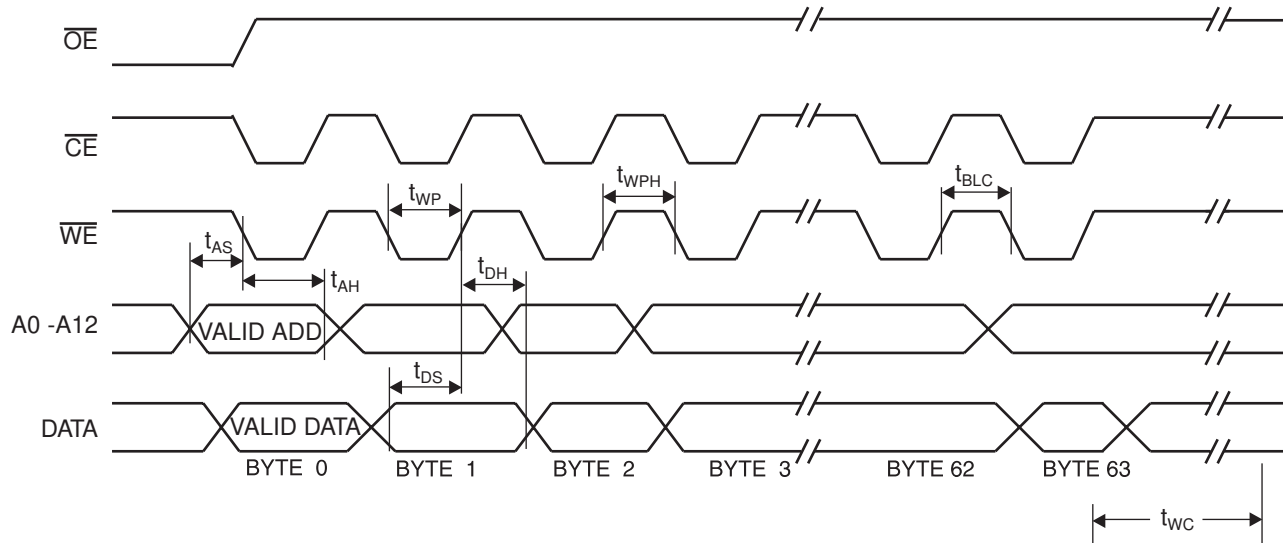 OE
CE
tWP
tWPH
tBLC
WE
tAS
tAH
tDH
A0 -A12
VALID ADD
tDS
DATA
VALID DATA
BYTE 0
BYTE 1
BYTE 2
BYTE 3
BYTE 62
BYTE 63
tWC